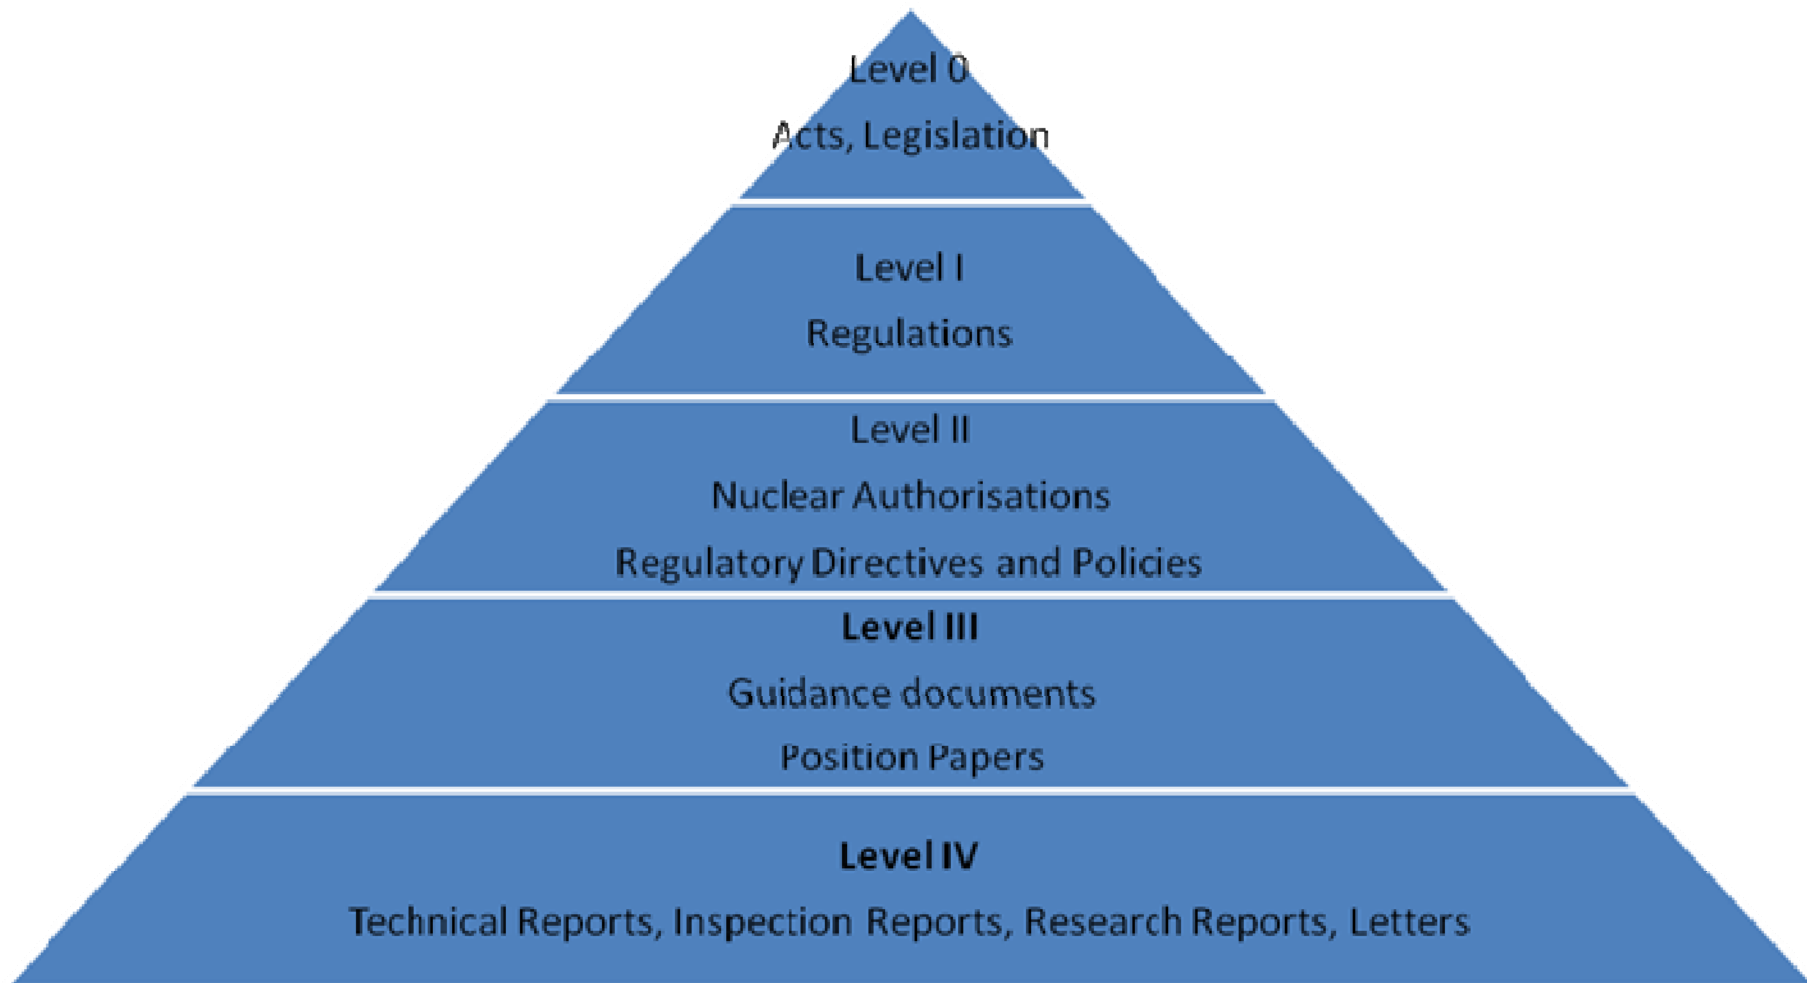 Level 0
Acts, Legislation
Level I
Regulations
Level II
Nuclear Authorisations
Regulatory Directives and Policies
Level III
Guidance documents
Position Papers
Level IV
Technical Reports, Inspection Reports, Research Reports, Letters